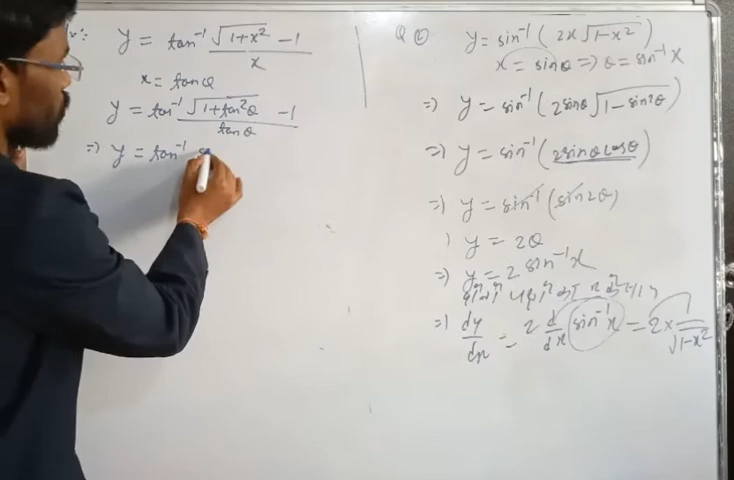 y = tan⁻¹ (√(1+x²) − 1)/x
x = tanθ
y = tan⁻¹ (√(1+tan²θ) − 1)/tanθ
⇒ y = tan⁻¹
Q ② y = sin⁻¹(2x√(1−x²))
x = sinθ ⇒ θ = sin⁻¹x
⇒ y = sin⁻¹(2sinθ√(1−sin²θ))
⇒ y = sin⁻¹(2sinθcosθ)
⇒ y = sin⁻¹(sin2θ)
y = 2θ
⇒ y = 2 sin⁻¹x
⇒ dy/dx = 2 d/dx sin⁻¹x = 2 × 1/√(1−x²)